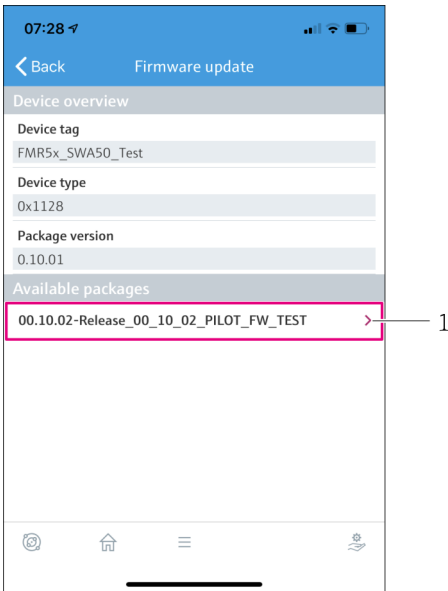 07:28
Back
Firmware update
Device overview
Device tag
FMR5x_SWA50_Test
Device type
0x1128
Package version
0.10.01
Available packages
00.10.02-Release_00_10_02_PILOT_FW_TEST
1